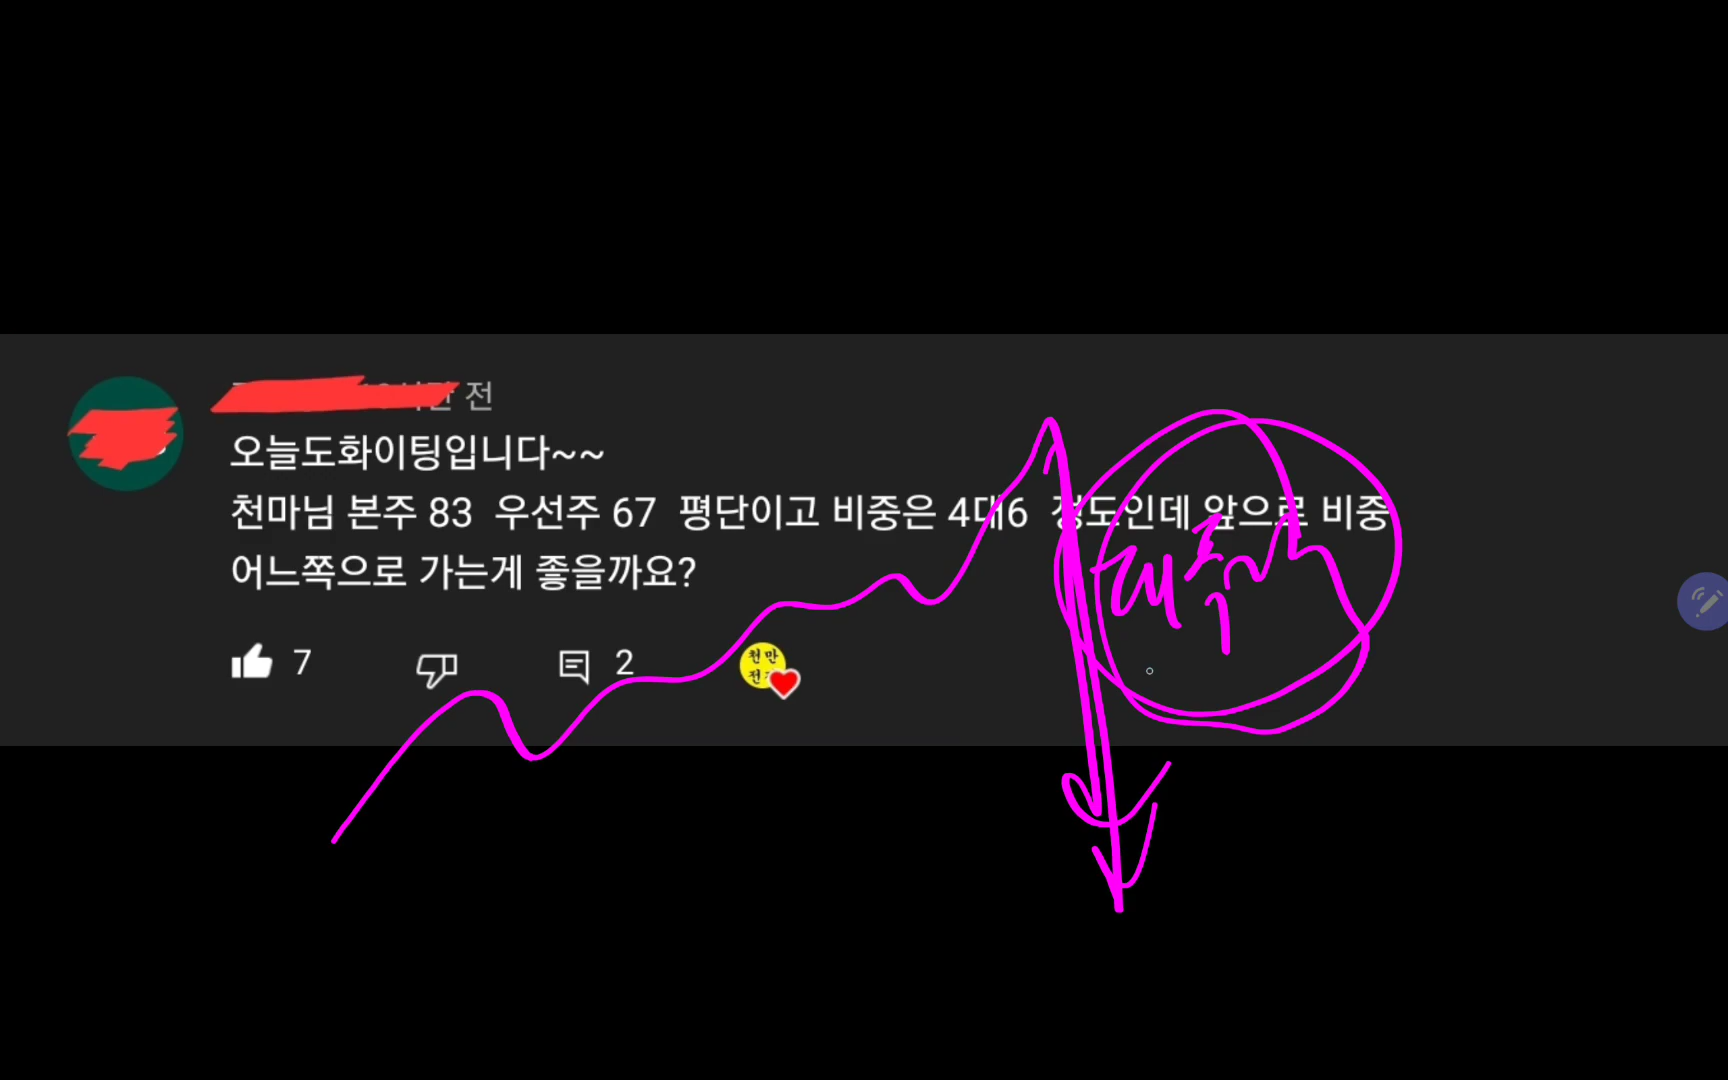 전
오늘도화이팅입니다~~
천마님 본주 83 우선주 67 평단이고 비중은 4대6 정도인데 앞으로 비중
어느쪽으로 가는게 좋을까요?
7 2 천만